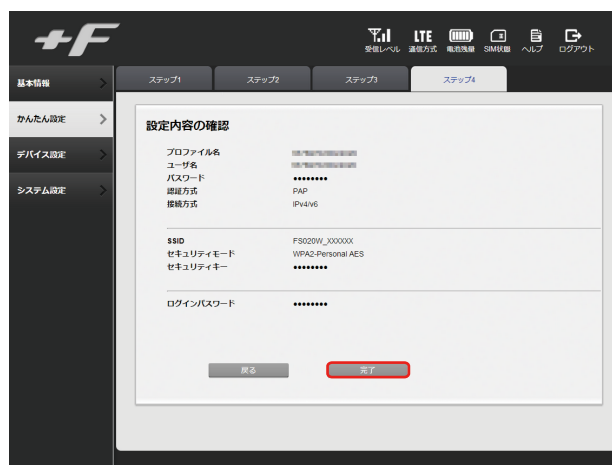 +F
受信レベル 通信方式 電池残量 SIM状態 ヘルプ ログアウト
LTE
基本情報
かんたん設定
デバイス設定
システム設定
ステップ1 ステップ2 ステップ3 ステップ4
設定内容の確認
プロファイル名
ユーザ名
パスワード ••••••••
認証方式 PAP
接続方式 IPv4/v6
SSID FS020W_XXXXXX
セキュリティモード WPA2-Personal AES
セキュリティキー ••••••••
ログインパスワード ••••••••
戻る 完了